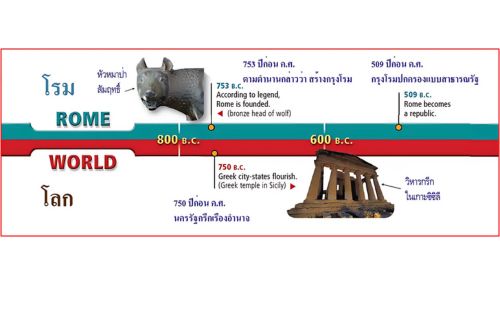 โรม
หัวหมาป่า
สัมฤทธิ์
753 ปีก่อน ค.ศ.
ตามตำนานกล่าวว่า สร้างกรุงโรม
509 ปีก่อน ค.ศ.
กรุงโรมปกครองแบบสาธารณรัฐ
753 B.C.
According to legend,
Rome is founded.
◀ (bronze head of wolf)
509 B.C.
Rome becomes
a republic.
ROME
800 B.C.
600 B.C.
WORLD
โลก
750 B.C.
Greek city-states flourish.
(Greek temple in Sicily) ▶
750 ปีก่อน ค.ศ.
นครรัฐกรีกเรืองอำนาจ
วิหารกรีก
ในเกาะซิซิลี